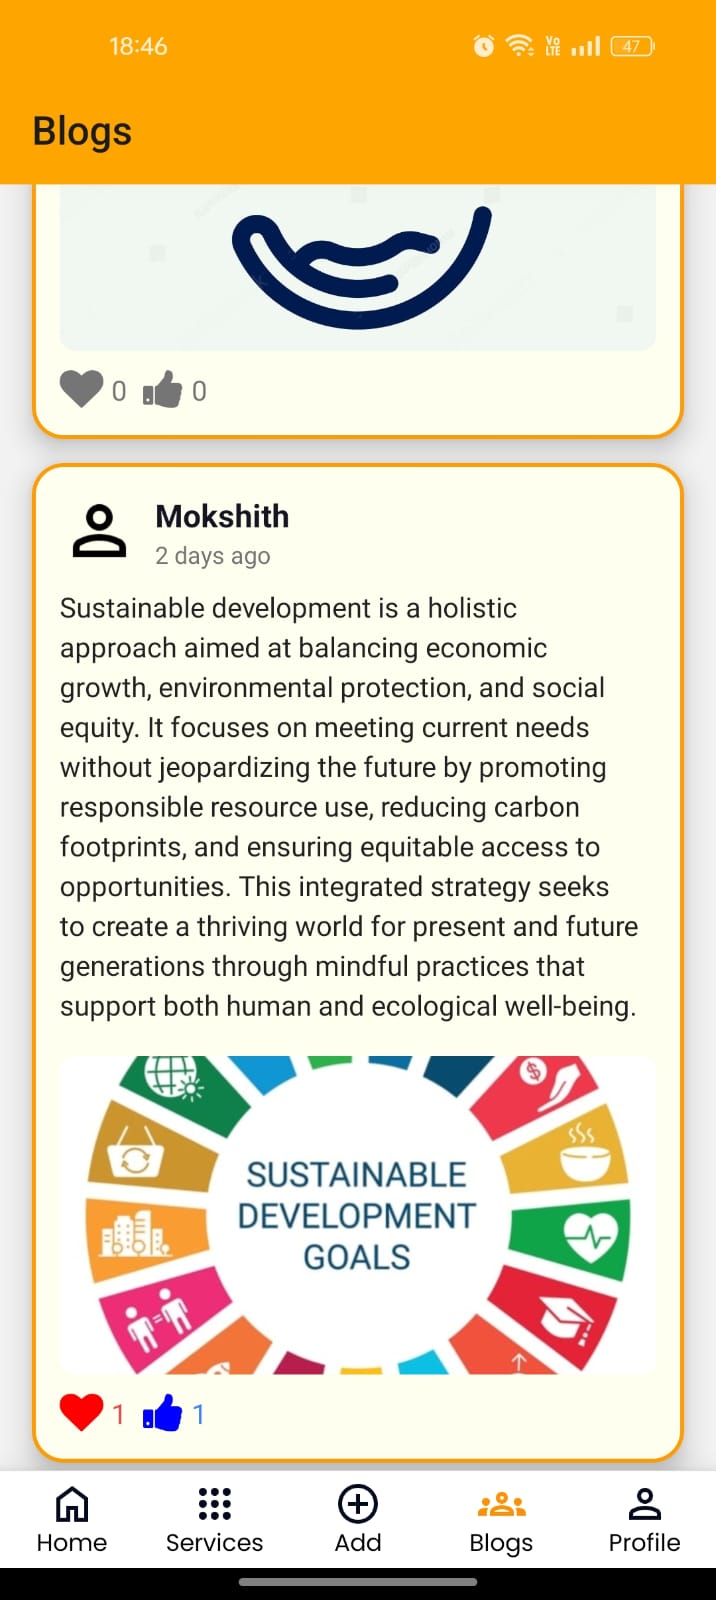 18:46
Vo
LTE
47
Blogs
0 0
Mokshith
2 days ago
Sustainable development is a holistic
approach aimed at balancing economic
growth, environmental protection, and social
equity. It focuses on meeting current needs
without jeopardizing the future by promoting
responsible resource use, reducing carbon
footprints, and ensuring equitable access to
opportunities. This integrated strategy seeks
to create a thriving world for present and future
generations through mindful practices that
support both human and ecological well-being.
$
SUSTAINABLE
DEVELOPMENT
GOALS
1 1
Home Services Add Blogs Profile